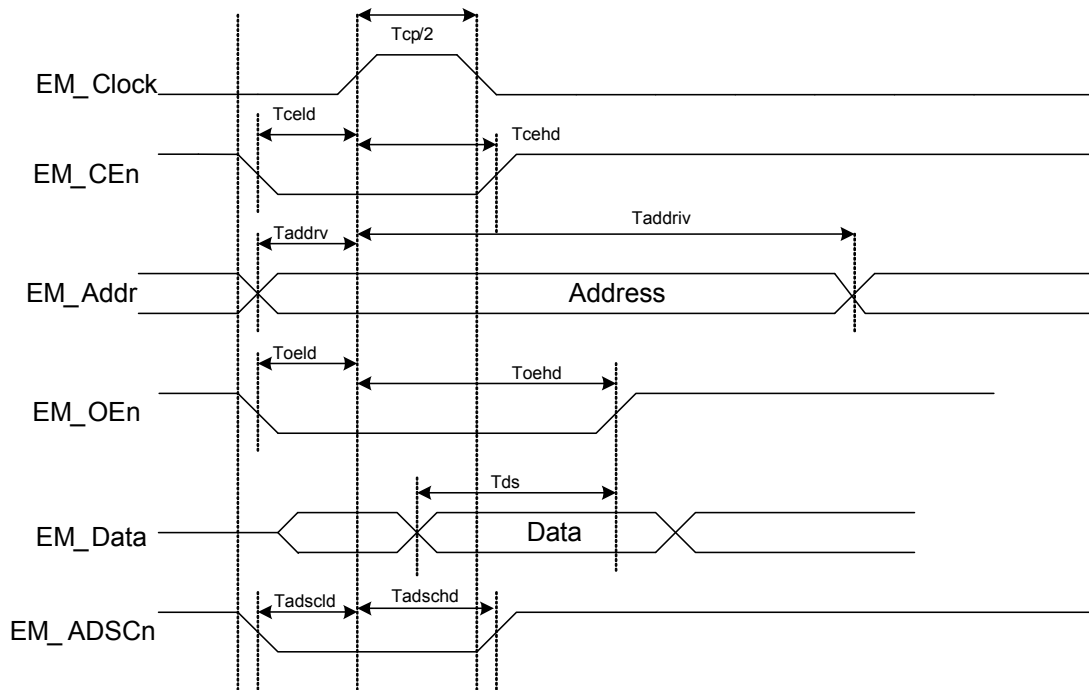 Tcp/2
EM_Clock
Tceld
Tcehd
EM_CEn
Taddrv
Taddriv
EM_Addr
Address
Toeld
Toehd
EM_OEn
Tds
EM_Data
Data
Tadscld
Tadschd
EM_ADSCn